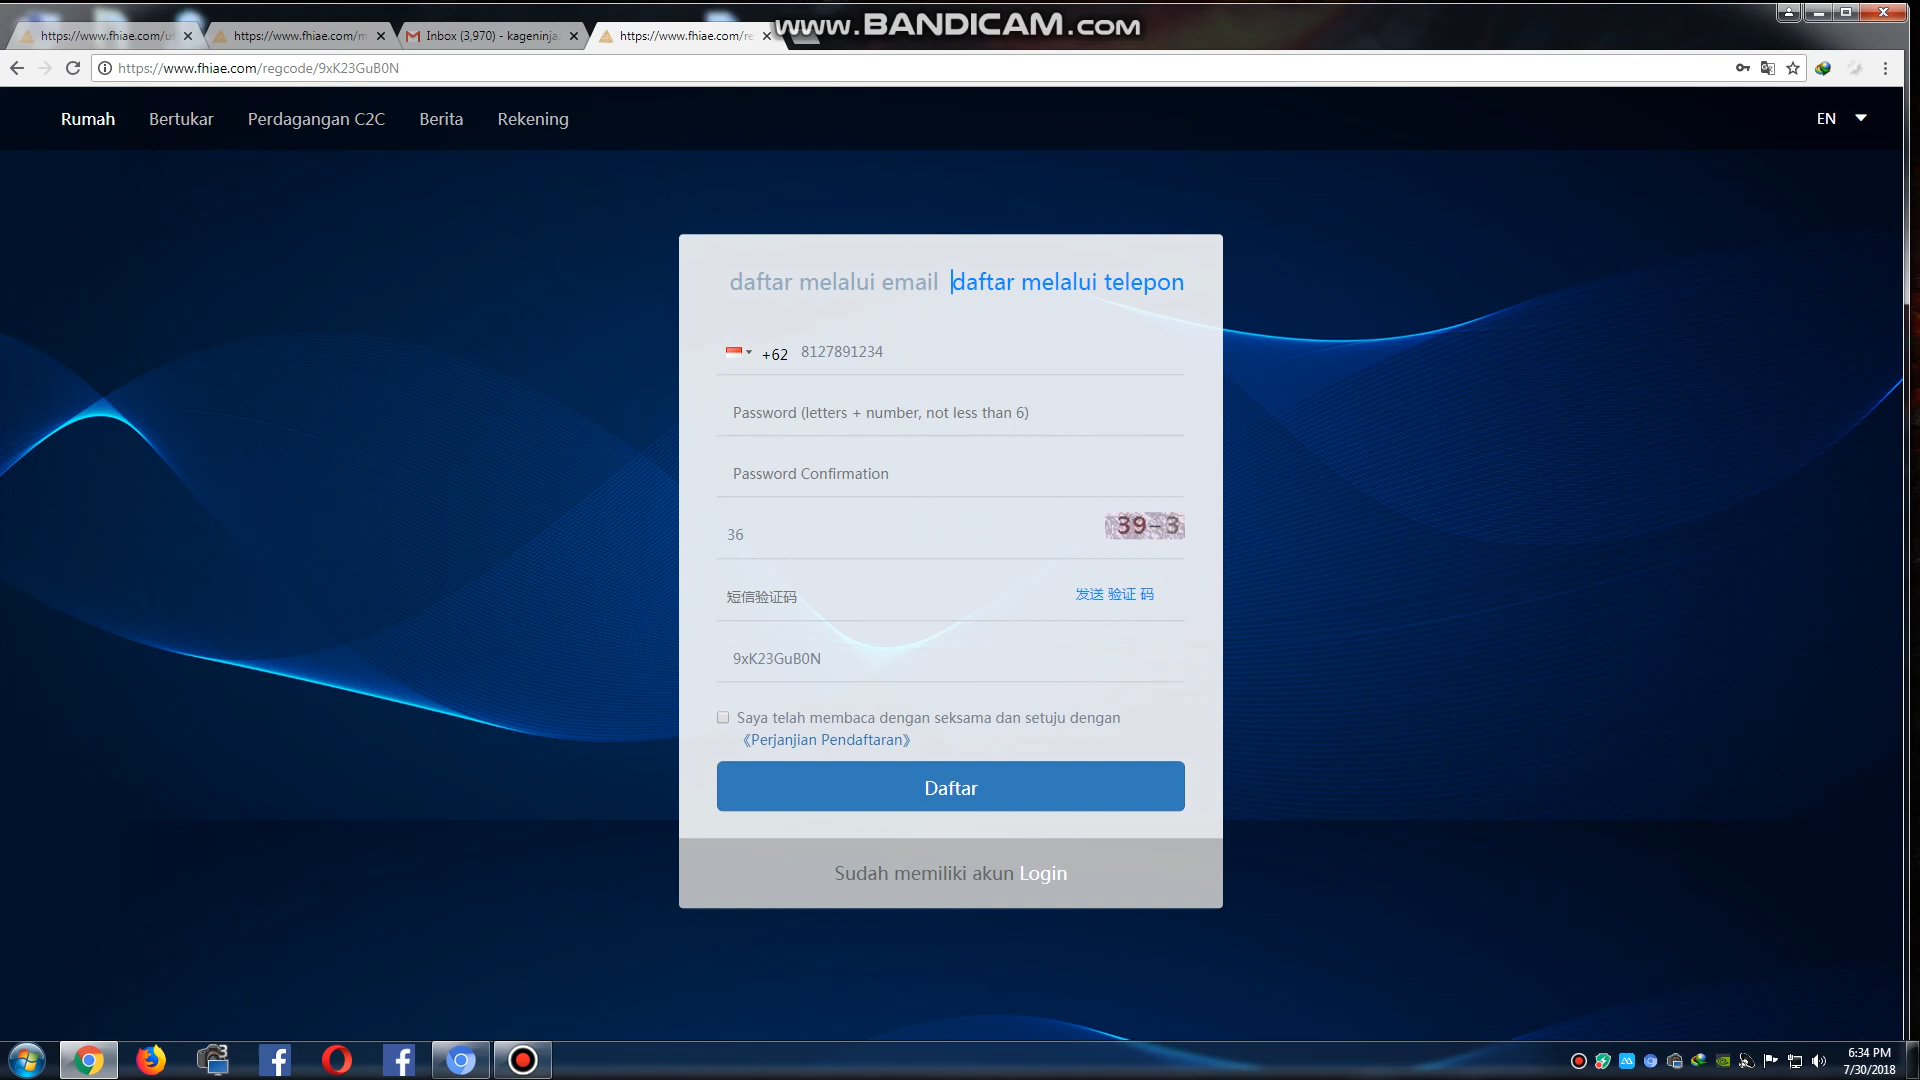 www.BANDICAM.com
https://www.fhiae.com/us
https://www.fhiae.com/m
Inbox (3,970) - kageninja
https://www.fhiae.com/re
https://www.fhiae.com/regcode/9xK23GuB0N
Rumah Bertukar Perdagangan C2C Berita Rekening EN
daftar melalui email daftar melalui telepon
+62 8127891234
Password (letters + number, not less than 6)
Password Confirmation
36 39-3
短信验证码 发送 验证 码
9xK23GuB0N
Saya telah membaca dengan seksama dan setuju dengan
《Perjanjian Pendaftaran》
Daftar
Sudah memiliki akun Login
6:34 PM
7/30/2018